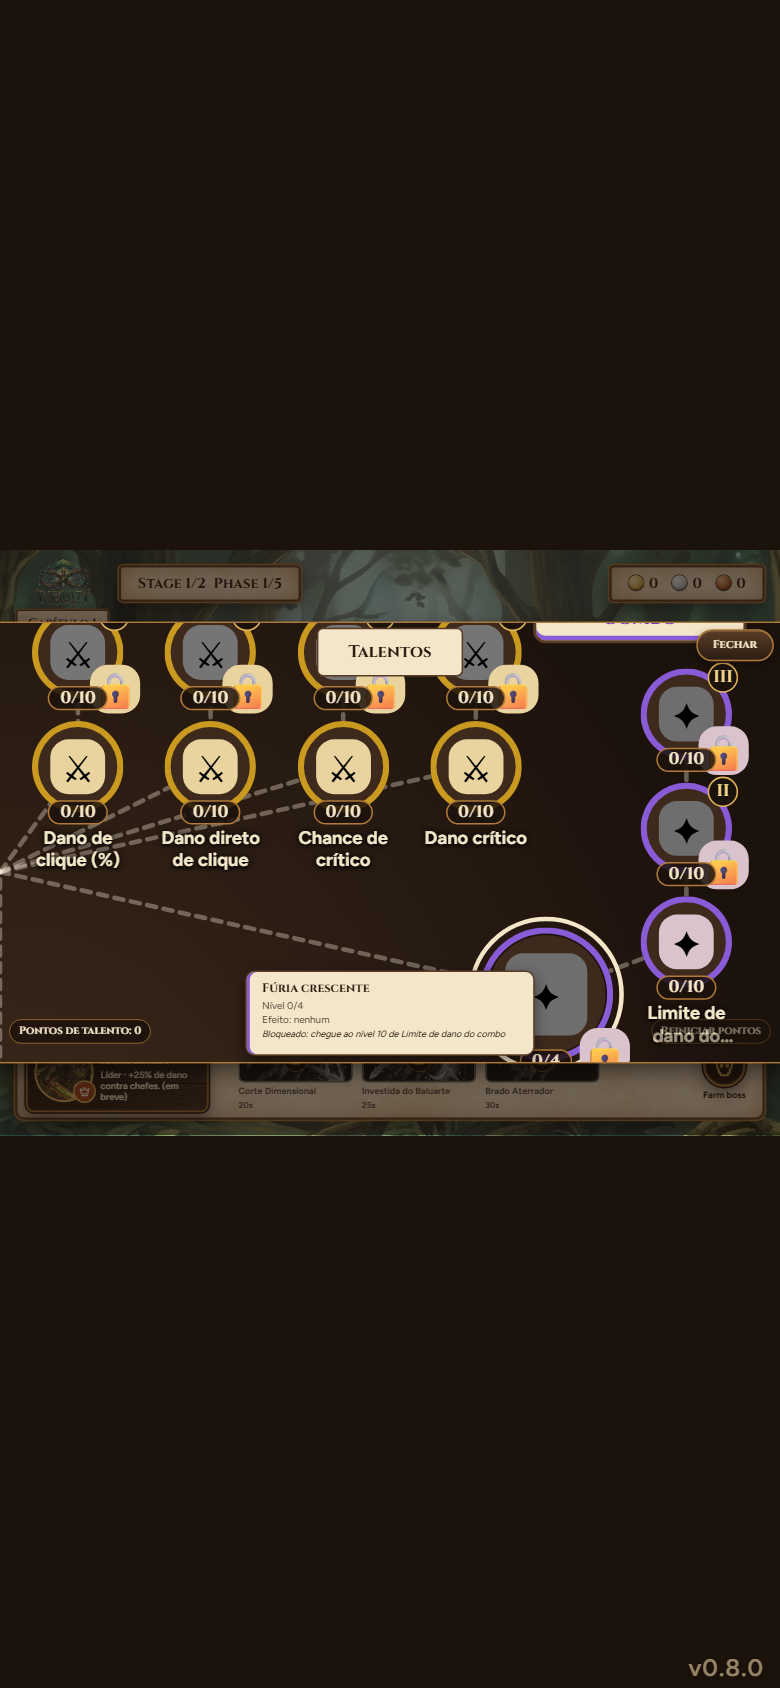 STAGE 1/2 PHASE 1/5
0 0 0
TALENTOS
FECHAR
III
0/10 0/10 0/10 0/10
0/10
II
0/10 0/10 0/10 0/10
Dano de
clique (%)
Dano direto
de clique
Chance de
crítico
Dano crítico
0/10
0/10
Limite de
dano do...
FÚRIA CRESCENTE
Nível 0/4
Efeito: nenhum
Bloqueado: chegue ao nível 10 de Limite de dano do combo
PONTOS DE TALENTO: 0
REINICIAR PONTOS
0/4
Líder · +25% de dano
contra chefes. (em
breve)
Corte Dimensional
20s
Investida do Baluarte
25s
Brado Aterrador
30s
Farm boss
v0.8.0